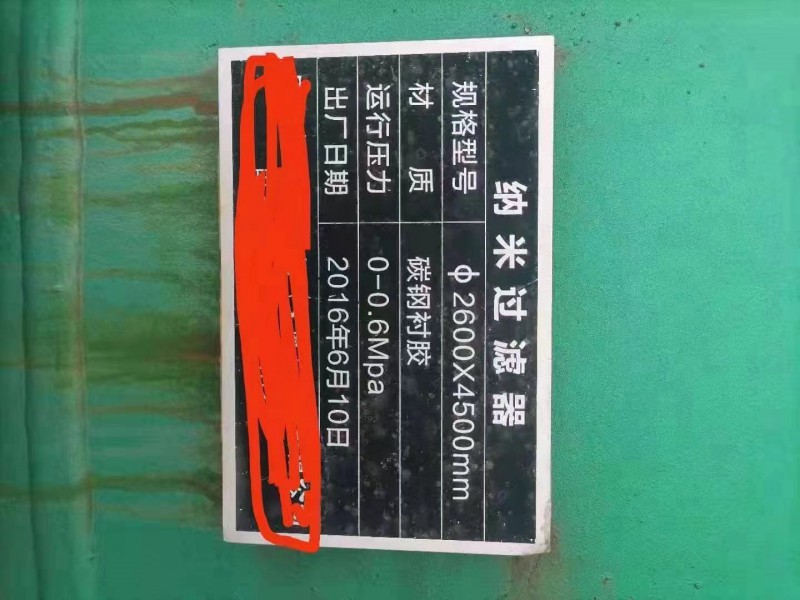 纳米过滤器
规格型号 ф2600X4500mm
材质 碳钢衬胶
运行压力 0-0.6Mpa
出厂日期 2016年6月10日